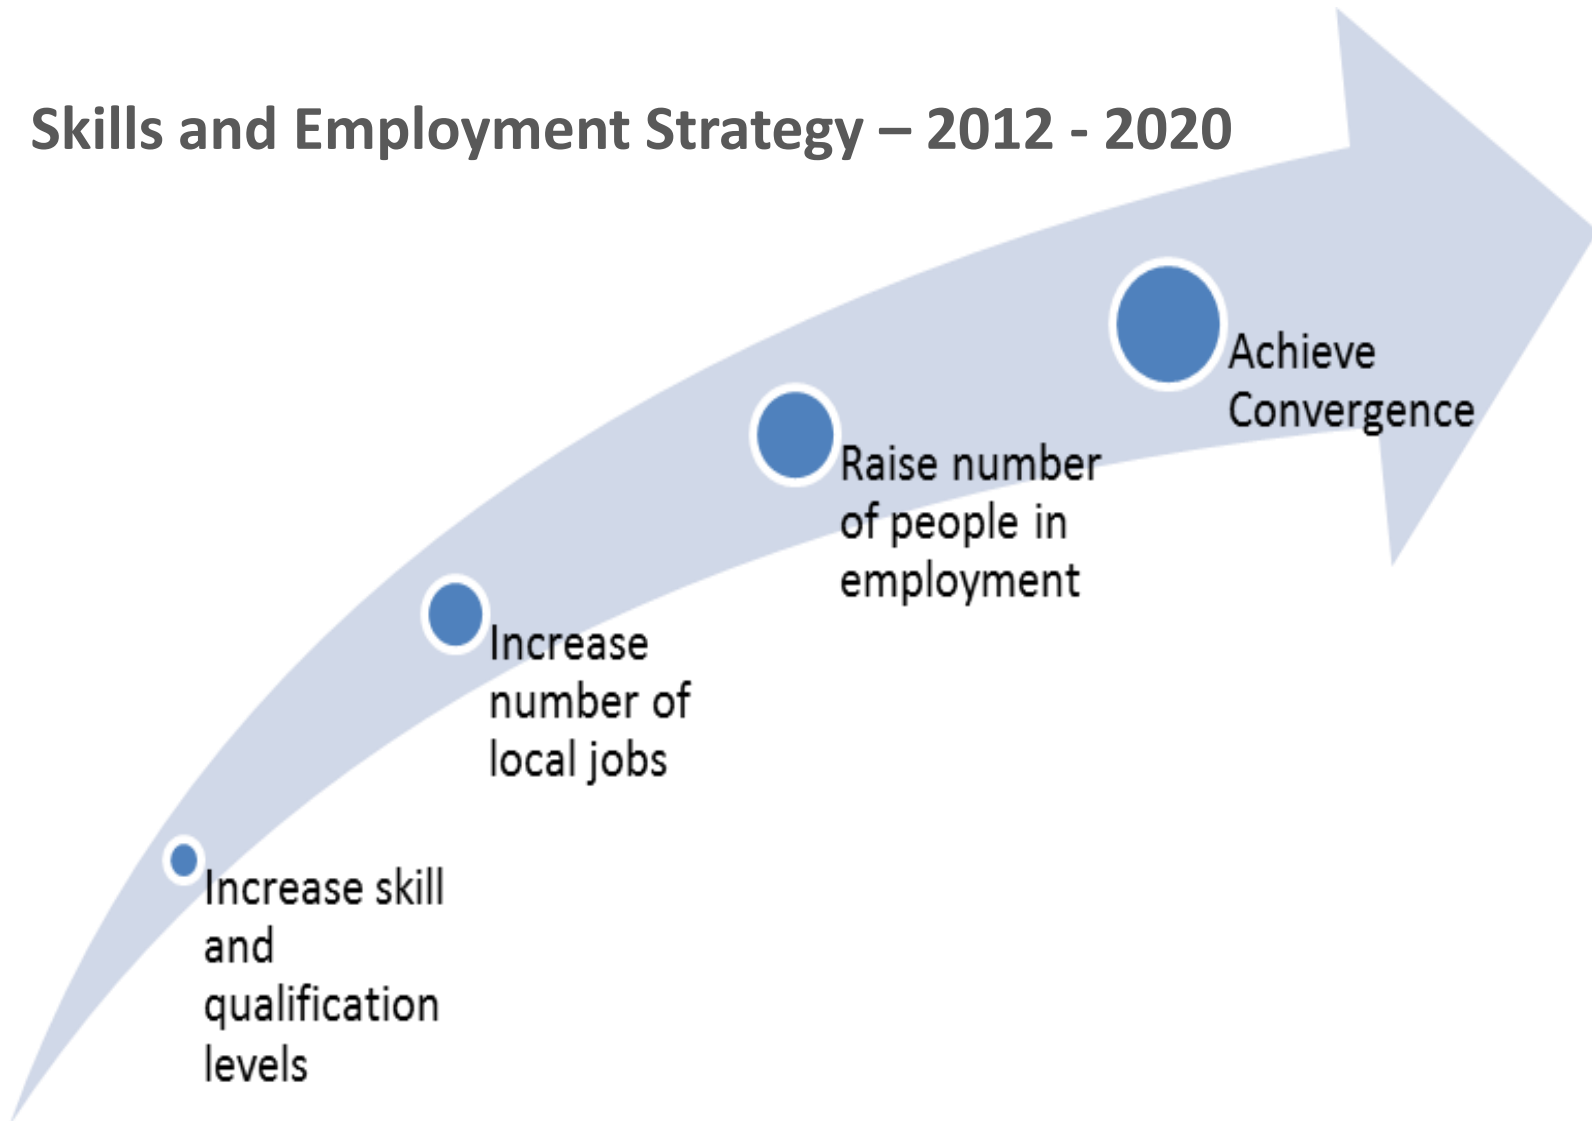 Skills and Employment Strategy – 2012 - 2020
Achieve
Convergence
Raise number
of people in
employment
Increase
number of
local jobs
Increase skill
and
qualification
levels